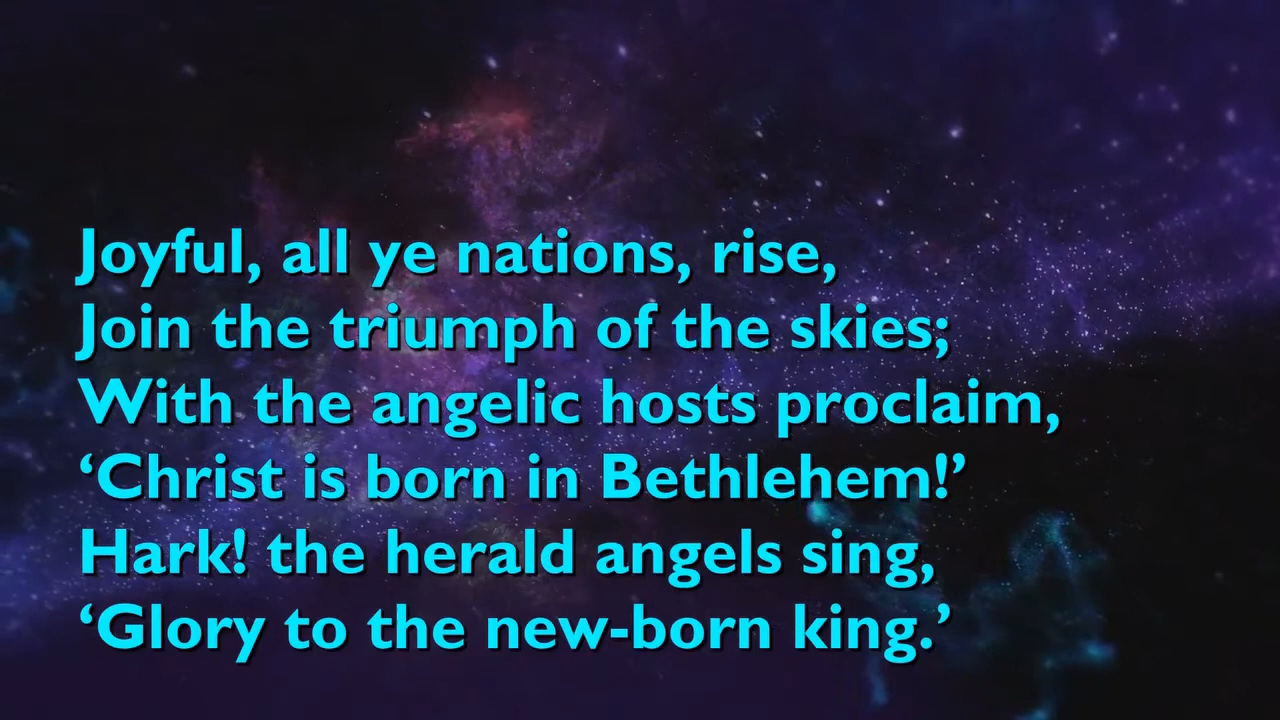 Joyful, all ye nations, rise,
Join the triumph of the skies;
With the angelic hosts proclaim,
‘Christ is born in Bethlehem!’
Hark! the herald angels sing,
‘Glory to the new-born king.’